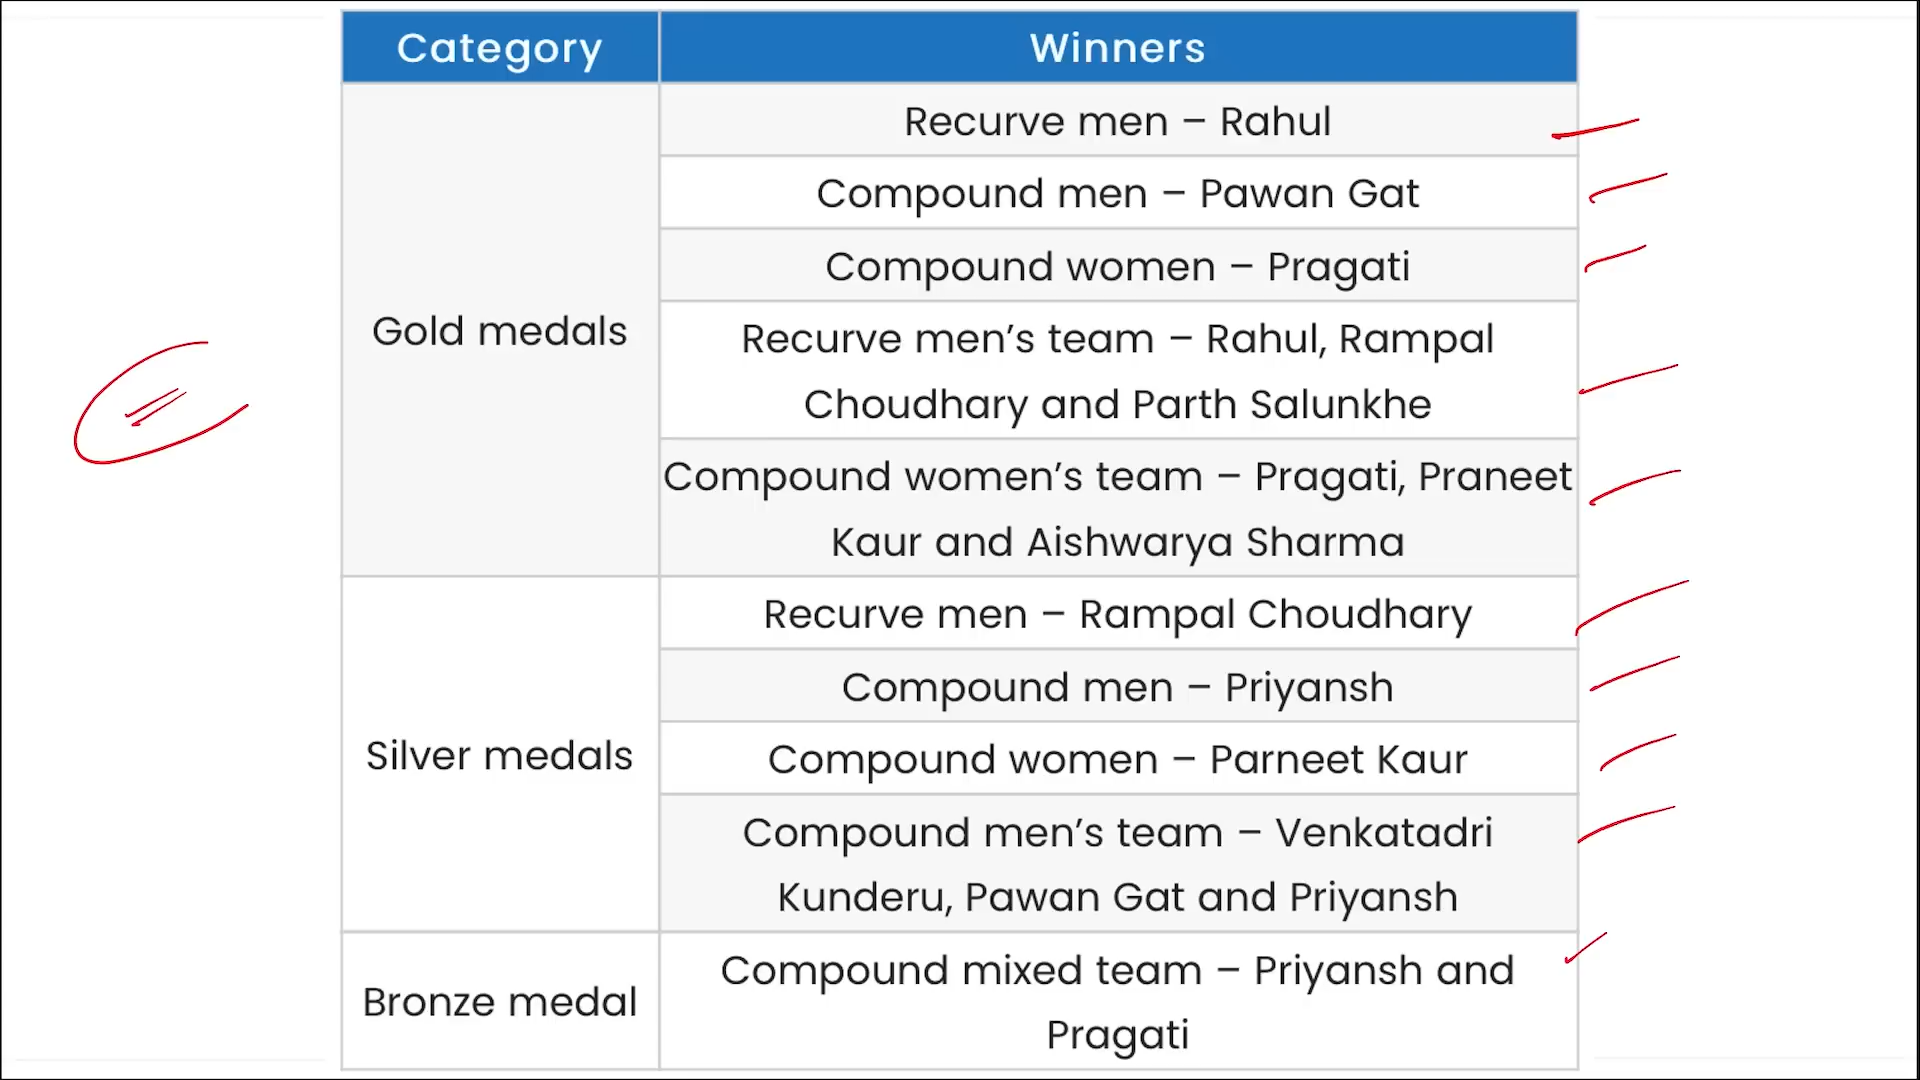 Category
Winners
Gold medals
Recurve men – Rahul
Compound men – Pawan Gat
Compound women – Pragati
Recurve men’s team – Rahul, Rampal
Choudhary and Parth Salunkhe
Compound women’s team – Pragati, Praneet
Kaur and Aishwarya Sharma
Silver medals
Recurve men – Rampal Choudhary
Compound men – Priyansh
Compound women – Parneet Kaur
Compound men’s team – Venkatadri
Kunderu, Pawan Gat and Priyansh
Bronze medal
Compound mixed team – Priyansh and
Pragati